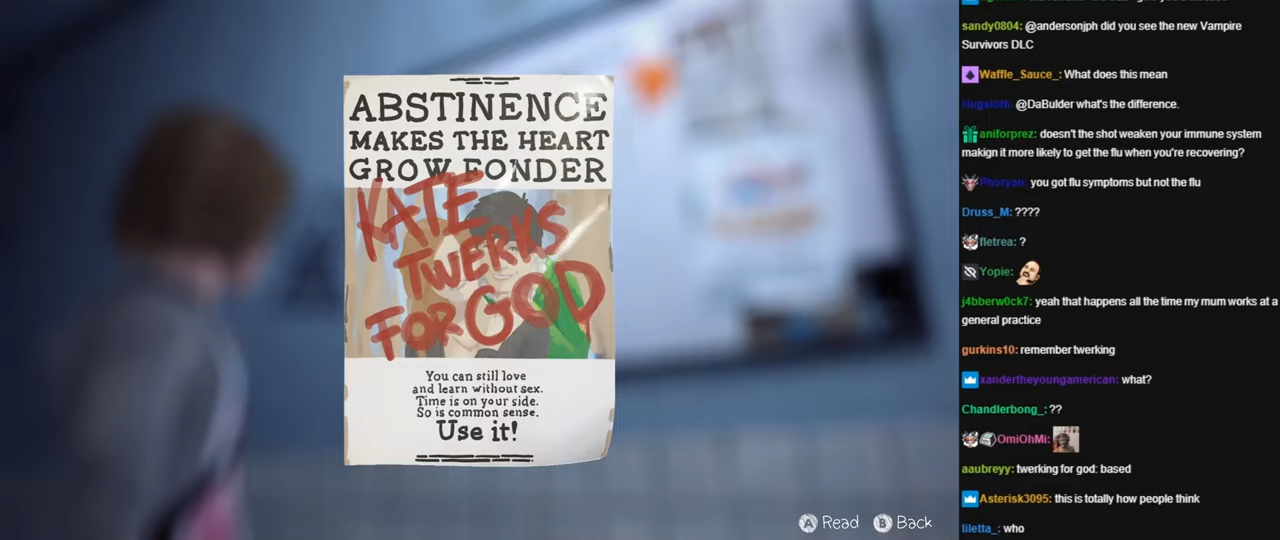 ABSTINENCE
MAKES THE HEART
GROW FONDER
KATE
TWERKS
FOR GOD
You can still love
and learn without sex.
Time is on your side.
So is common sense.
Use it!
A Read B Back
sandy0804: @andersonjph did you see the new Vampire
Survivors DLC
Waffle_Sauce_: What does this mean
Hugsloth: @DaBulder what's the difference.
aniforprez: doesn't the shot weaken your immune system
makign it more likely to get the flu when you're recovering?
Phoryan: you got flu symptoms but not the flu
Druss_M: ????
fletrea: ?
Yopie:
j4bberw0ck7: yeah that happens all the time my mum works at a
general practice
gurkins10: remember twerking
xandertheyoungamerican: what?
Chandlerbong_: ??
OmiOhMi:
aaubreyy: twerking for god: based
Asterisk3095: this is totally how people think
liletta_: who